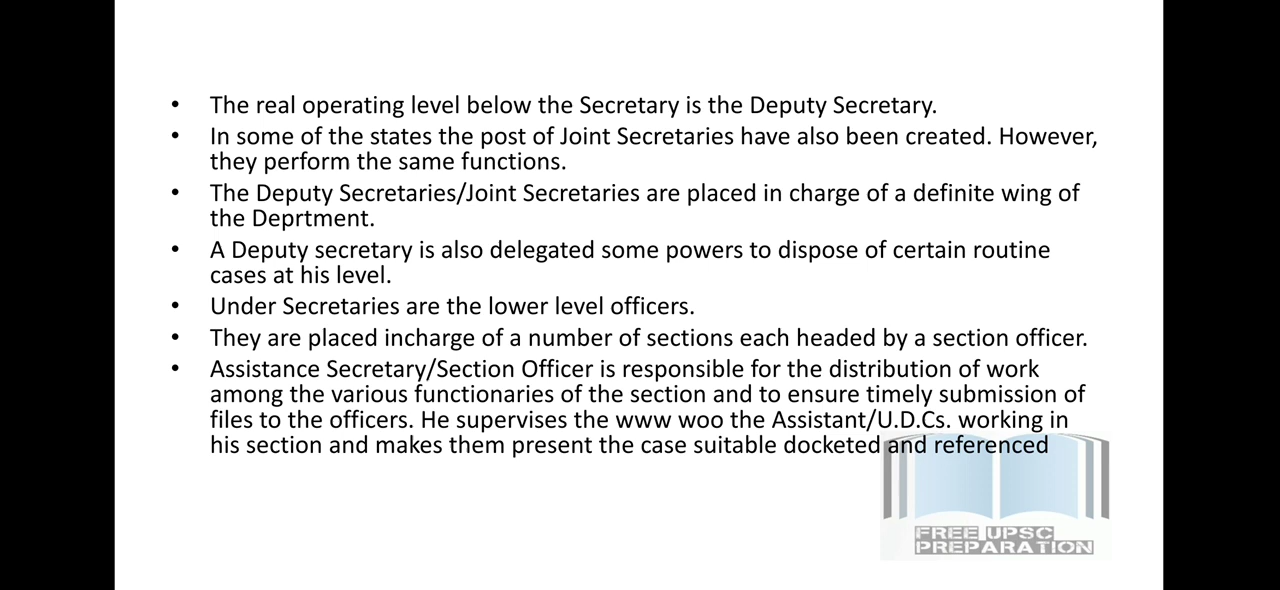 • The real operating level below the Secretary is the Deputy Secretary.
• In some of the states the post of Joint Secretaries have also been created. However,
they perform the same functions.
• The Deputy Secretaries/Joint Secretaries are placed in charge of a definite wing of
the Deprtment.
• A Deputy secretary is also delegated some powers to dispose of certain routine
cases at his level.
• Under Secretaries are the lower level officers.
• They are placed incharge of a number of sections each headed by a section officer.
• Assistance Secretary/Section Officer is responsible for the distribution of work
among the various functionaries of the section and to ensure timely submission of
files to the officers. He supervises the www woo the Assistant/U.D.Cs. working in
his section and makes them present the case suitable docketed and referenced
FREE UPSC
PREPARATION